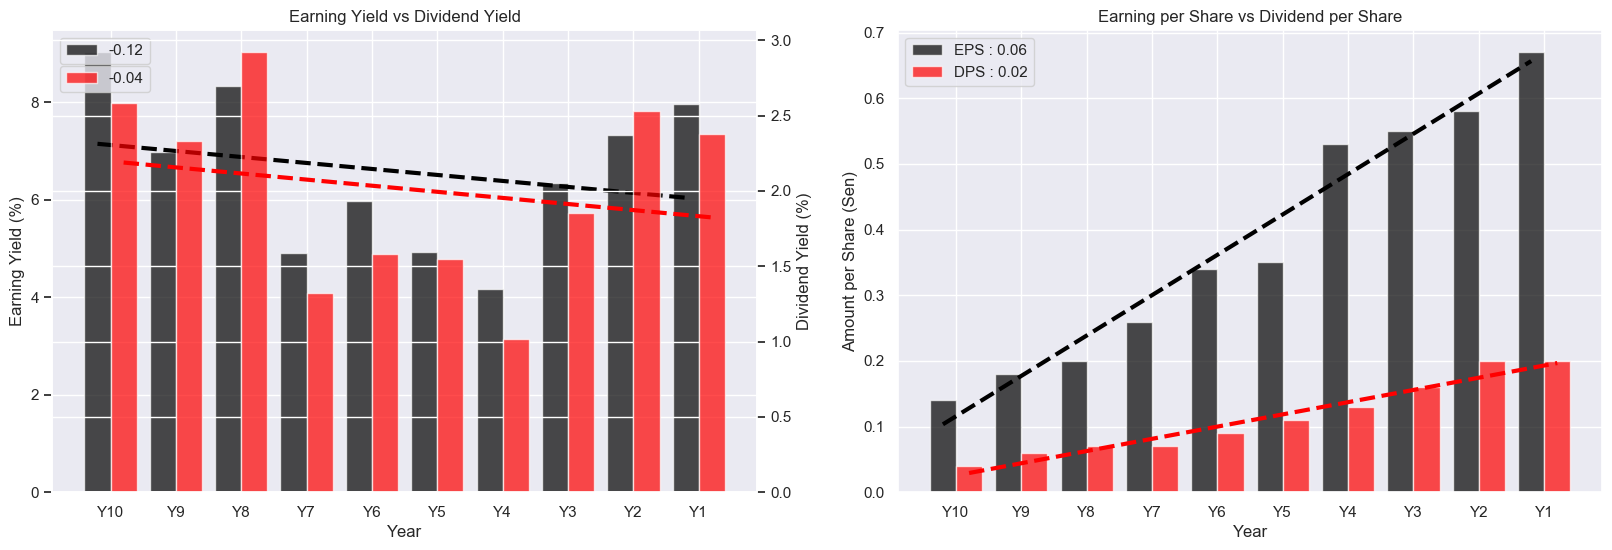 Earning Yield vs Dividend Yield
-0.12
-0.04
8
6
4
2
0
Earning Yield (%)
3.0
2.5
2.0
1.5
1.0
0.5
0.0
Dividend Yield (%)
Y10 Y9 Y8 Y7 Y6 Y5 Y4 Y3 Y2 Y1
Year
Earning per Share vs Dividend per Share
EPS : 0.06
DPS : 0.02
0.7
0.6
0.5
0.4
0.3
0.2
0.1
0.0
Amount per Share (Sen)
Y10 Y9 Y8 Y7 Y6 Y5 Y4 Y3 Y2 Y1
Year